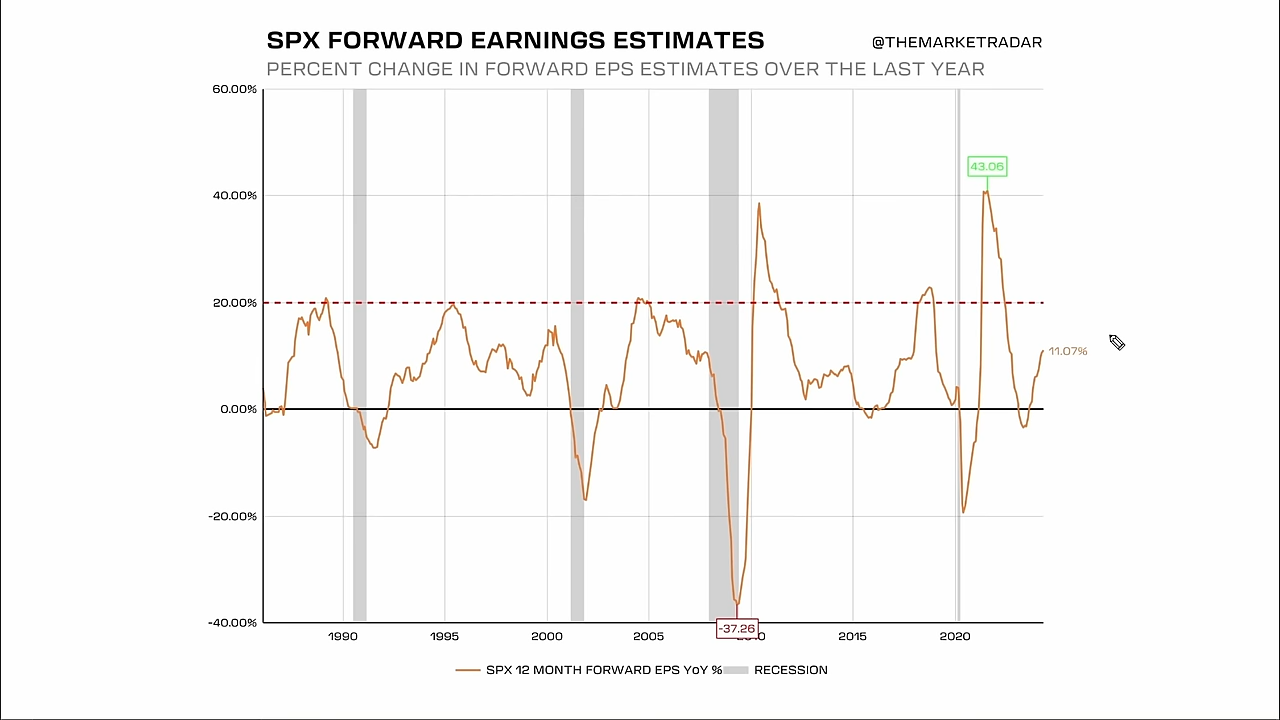 SPX FORWARD EARNINGS ESTIMATES
@THEMARKETRADAR
PERCENT CHANGE IN FORWARD EPS ESTIMATES OVER THE LAST YEAR
60.00%
43.06
40.00%
20.00%
11.07%
0.00%
-20.00%
-40.00%
-37.26
1990 1995 2000 2005 2010 2015 2020
SPX 12 MONTH FORWARD EPS YoY % RECESSION